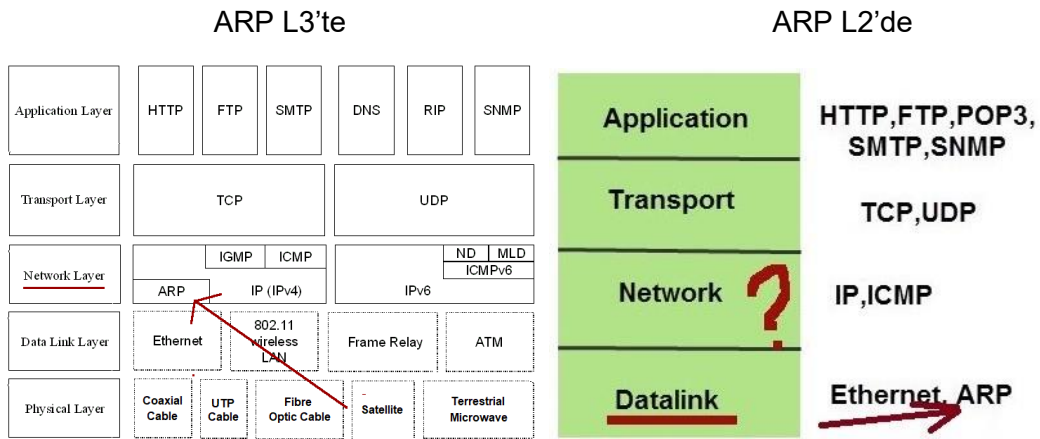 ARP L3’te
ARP L2’de
Application Layer
HTTP
FTP
SMTP
DNS
RIP
SNMP
Transport Layer
TCP
UDP
Network Layer
IGMP
ICMP
ARP
IP (IPv4)
ND
MLD
ICMPv6
IPv6
Data Link Layer
Ethernet
802.11
wireless
LAN
Frame Relay
ATM
Physical Layer
Coaxial
Cable
UTP
Cable
Fibre
Optic Cable
Satellite
Terrestrial
Microwave
Application
HTTP,FTP,POP3,
SMTP,SNMP
Transport
TCP,UDP
Network ?
IP,ICMP
Datalink
Ethernet, ARP